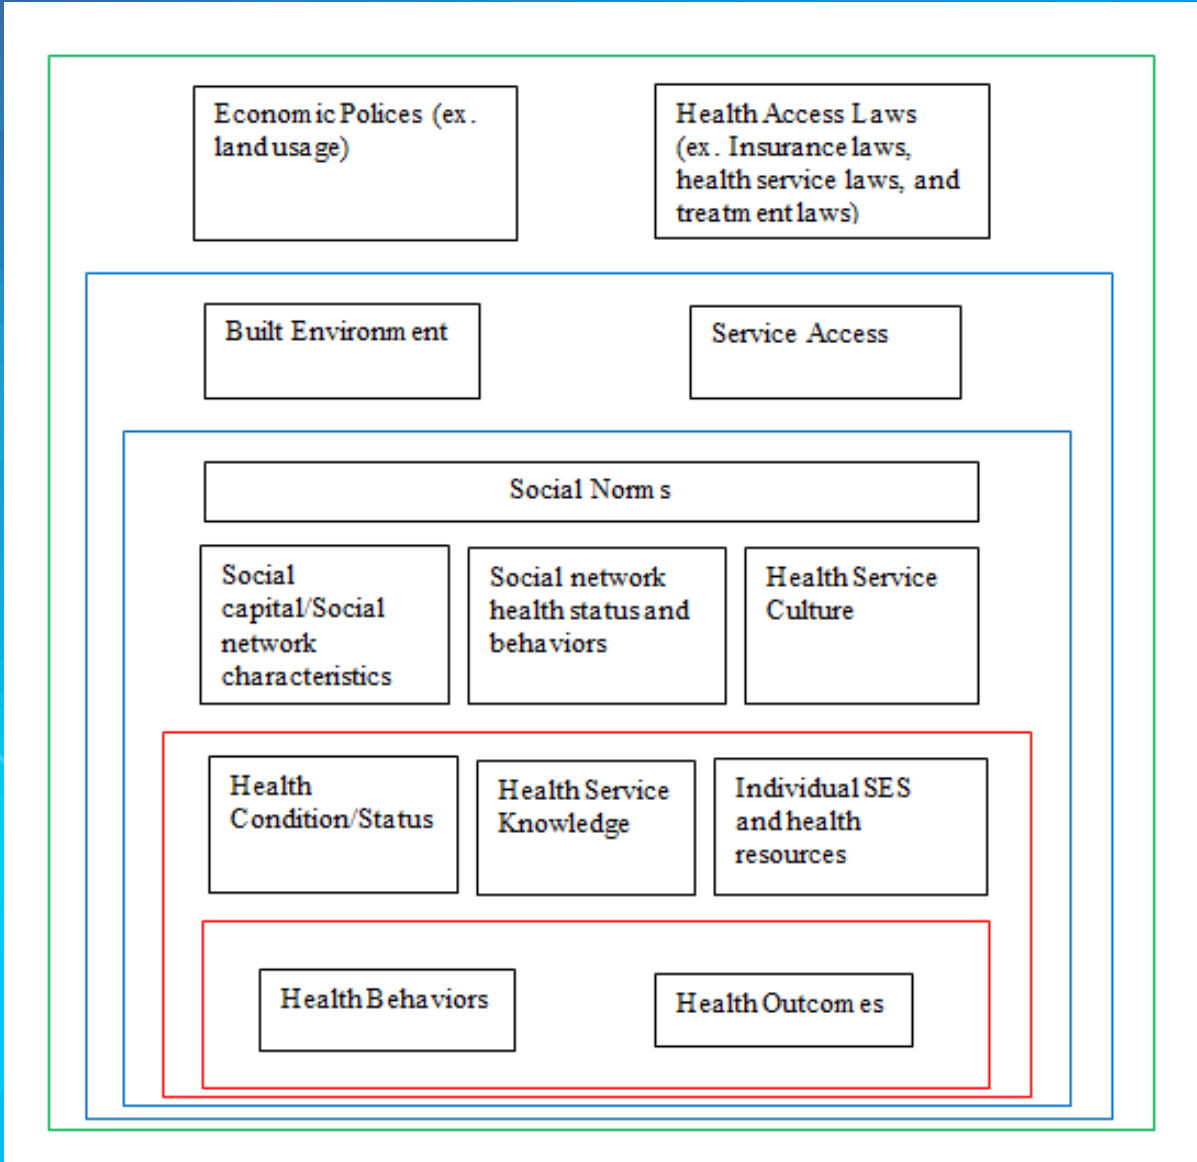 Economic Polices (ex.
land usage)
Health Access Laws
(ex. Insurance laws,
health service laws, and
treatment laws)
Built Environment
Service Access
Social Norms
Social
capital/Social
network
characteristics
Social network
health status and
behaviors
Health Service
Culture
Health
Condition/Status
Health Service
Knowledge
Individual SES
and health
resources
Health Behaviors
Health Outcomes